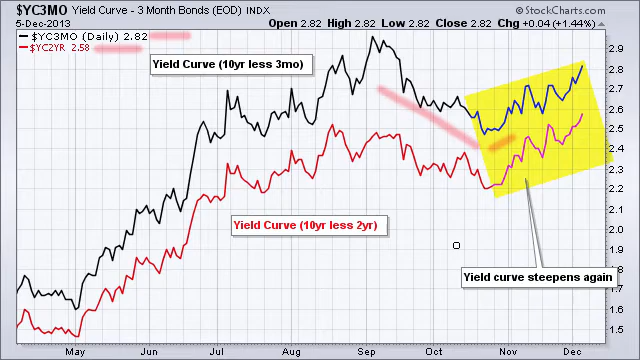 $YC3MO Yield Curve - 3 Month Bonds (EOD) INDX
© StockCharts.com
5-Dec-2013
Open 2.82 High 2.82 Low 2.82 Close 2.82 Chg +0.04 (+1.44%)
$YC3MO (Daily) 2.82
$YC2YR 2.58
Yield Curve (10yr less 3mo)
Yield Curve (10yr less 2yr)
Yield curve steepens again
2.9
2.8
2.7
2.6
2.5
2.4
2.3
2.2
2.1
2.0
1.9
1.8
1.7
1.6
1.5
May Jun Jul Aug Sep Oct Nov Dec